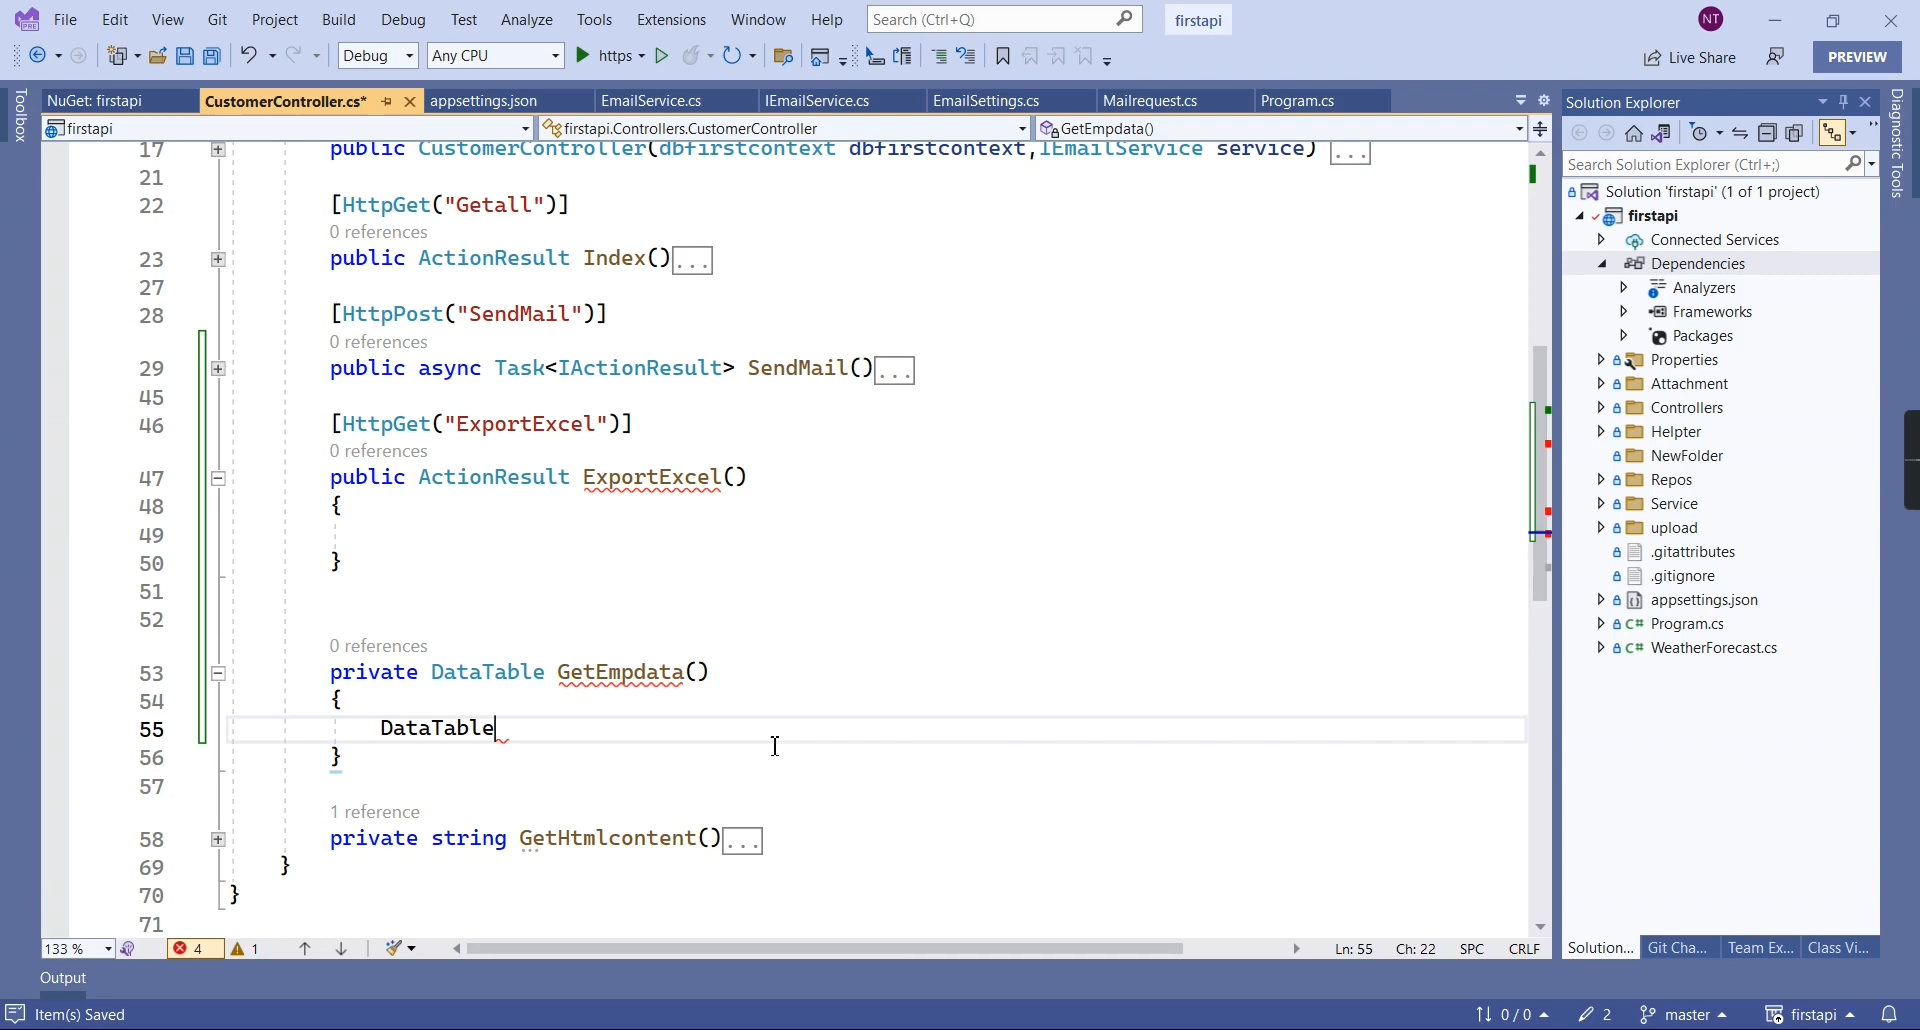 File Edit View Git Project Build Debug Test Analyze Tools Extensions Window Help Search (Ctrl+Q) firstapi NT
Debug Any CPU https Live Share PREVIEW
Toolbox
NuGet: firstapi CustomerController.cs* appsettings.json EmailService.cs IEmailService.cs EmailSettings.cs Mailrequest.cs Program.cs
firstapi firstapi.Controllers.CustomerController GetEmpdata()
17 public CustomerController(dbfirstcontext dbfirstcontext,IEmailService service) ...
21
22 [HttpGet("Getall")]
0 references
23 public ActionResult Index()...
27
28 [HttpPost("SendMail")]
0 references
29 public async Task<IActionResult> SendMail()...
45
46 [HttpGet("ExportExcel")]
0 references
47 public ActionResult ExportExcel()
48 {
49
50 }
51
52
0 references
53 private DataTable GetEmpdata()
54 {
55 DataTable
56 }
57
1 reference
58 private string GetHtmlcontent()...
69 }
70 }
71
133 % 4 1 Ln: 55 Ch: 22 SPC CRLF
Solution Explorer
Search Solution Explorer (Ctrl+;)
Solution 'firstapi' (1 of 1 project)
firstapi
Connected Services
Dependencies
Analyzers
Frameworks
Packages
Properties
Attachment
Controllers
Helpter
NewFolder
Repos
Service
upload
.gitattributes
.gitignore
appsettings.json
C# Program.cs
C# WeatherForecast.cs
Solution... Git Cha... Team Ex... Class Vi...
Diagnostic Tools
Output
Item(s) Saved 0 / 0 2 master firstapi